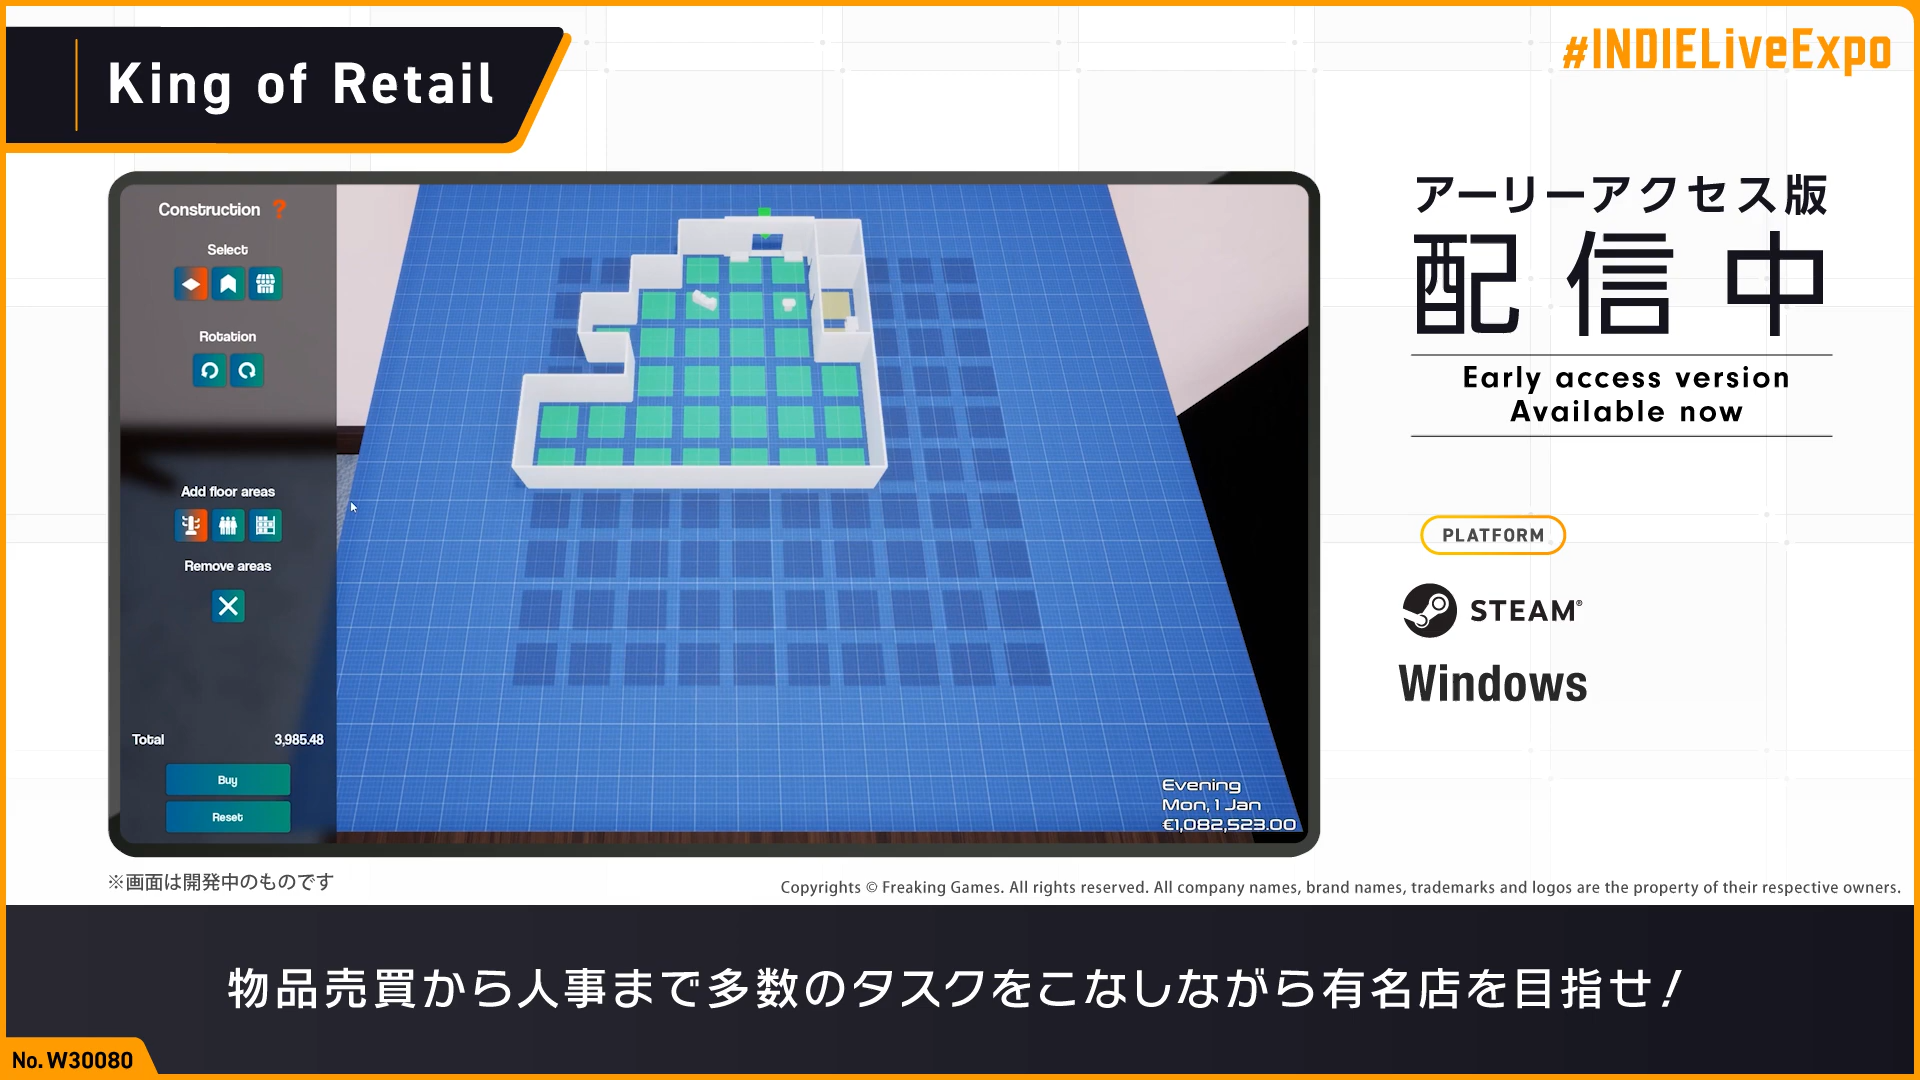 King of Retail
#INDIELiveExpo
Construction ?
Select
Rotation
Add floor areas
Remove areas
Total 3,985.48
Buy
Reset
Evening
Mon, 1 Jan
€1,082,523.00
アーリーアクセス版
配信中
Early access version
Available now
PLATFORM
STEAM®
Windows
※画面は開発中のものです
Copyrights © Freaking Games. All rights reserved. All company names, brand names, trademarks and logos are the property of their respective owners.
物品売買から人事まで多数のタスクをこなしながら有名店を目指せ！
No. W30080